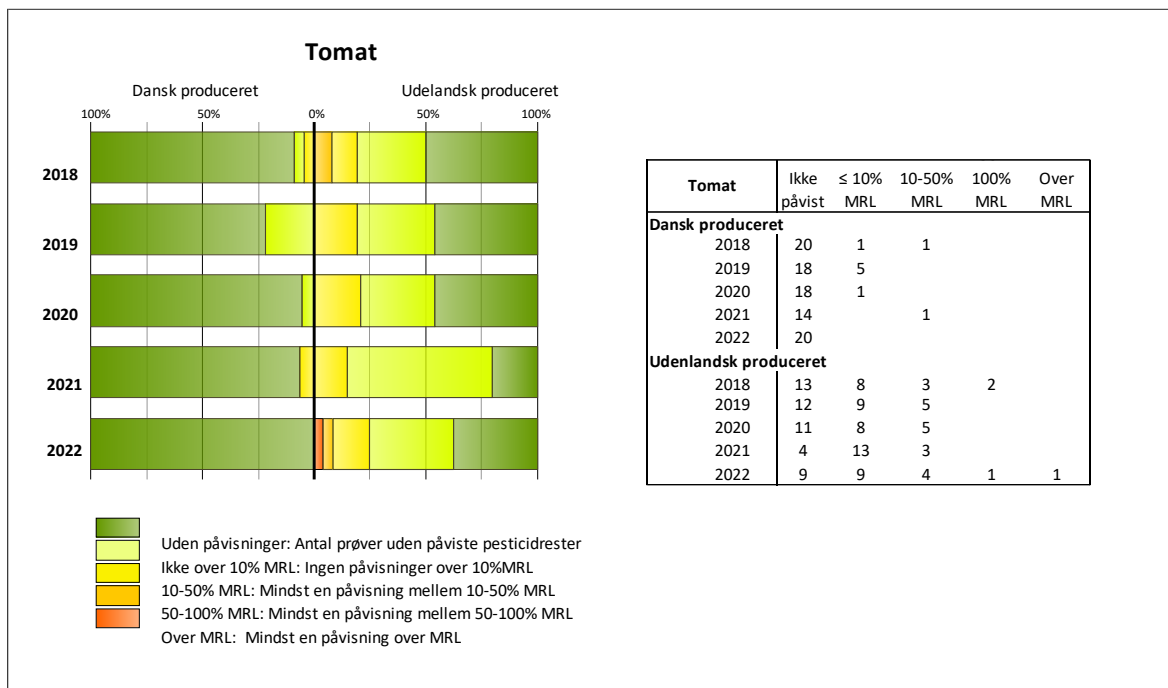 Tomat
Dansk produceret Udelandsk produceret
100% 50% 0% 50% 100%
2018
2019
2020
2021
2022
Uden påvisninger: Antal prøver uden påviste pesticidrester
Ikke over 10% MRL: Ingen påvisninger over 10%MRL
10-50% MRL: Mindst en påvisning mellem 10-50% MRL
50-100% MRL: Mindst en påvisning mellem 50-100% MRL
Over MRL: Mindst en påvisning over MRL
Tomat Ikke påvist ≤ 10% MRL 10-50% MRL 100% MRL Over MRL
Dansk produceret
2018 20 1 1
2019 18 5
2020 18 1
2021 14 1
2022 20
Udenlandsk produceret
2018 13 8 3 2
2019 12 9 5
2020 11 8 5
2021 4 13 3
2022 9 9 4 1 1